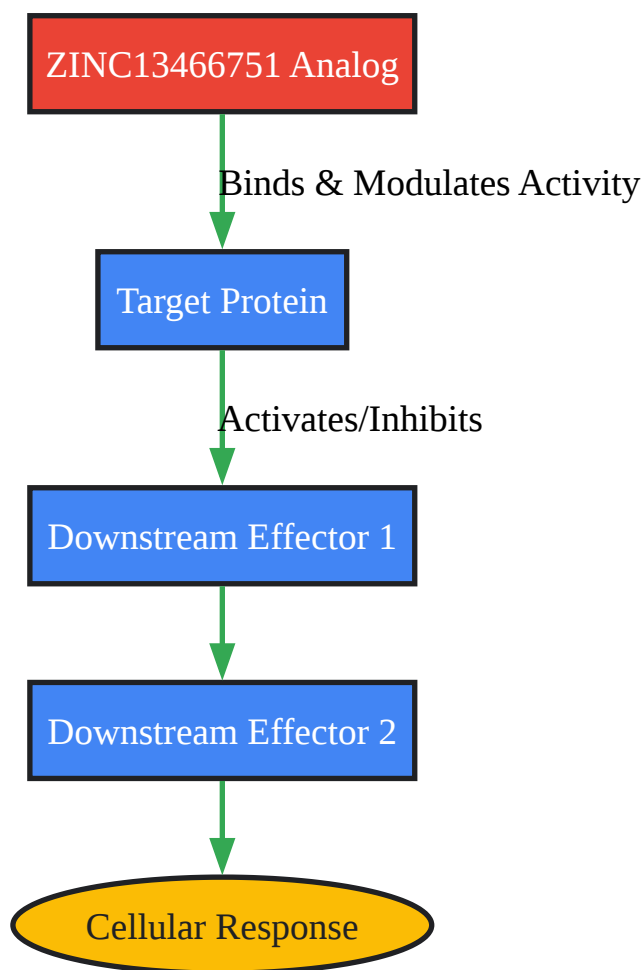 ZINC13466751 Analog
Binds & Modulates Activity
Target Protein
Activates/Inhibits
Downstream Effector 1
Downstream Effector 2
Cellular Response